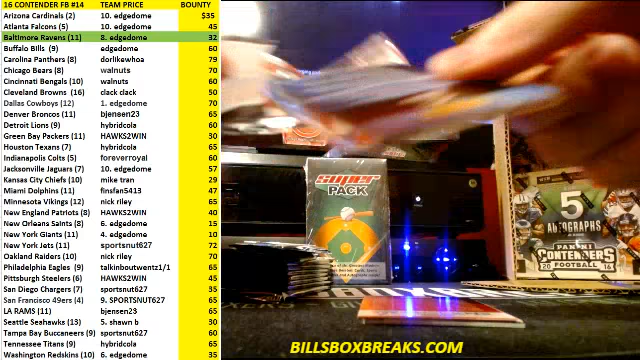 16 CONTENDER FB #14 TEAM PRICE BOUNTY
Arizona Cardinals (2) 10. edgedome $35
Atlanta Falcons (5) 10. edgedome 45
Baltimore Ravens (11) 8. edgedome 32
Buffalo Bills (9) edgedome 60
Carolina Panthers (8) dorlikewhoa 79
Chicago Bears (8) walnuts 70
Cincinnati Bengals (10) walnuts 60
Cleveland Browns (16) clack clack 50
Dallas Cowboys (12) 1. edgedome 70
Denver Broncos (11) bjensen23 65
Detroit Lions (9) hybridcola 60
Green Bay Packers (11) HAWKS2WIN 30
Houston Texans (7) hybridcola 65
Indianapolis Colts (5) foreverroyal 60
Jacksonville Jaguars (7) 10. edgedome 57
Kansas City Chiefs (10) mike tran 29
Miami Dolphins (11) finsfan5413 47
Minnesota Vikings (12) nick riley 65
New England Patriots (8) HAWKS2WIN 40
New Orleans Saints (8) 6. edgedome 15
New York Giants (11) 4. edgedome 10
New York Jets (11) sportsnut627 72
Oakland Raiders (10) nick riley 70
Philadelphia Eagles (9) talkinboutwentz1/1 65
Pittsburgh Steelers (6) HAWKS2WIN 45
San Diego Chargers (7) sportsnut627 35
San Francisco 49ers (4) 9. SPORTSNUT627 65
LA RAMS (11) bjensen23 65
Seattle Seahawks (13) 5. shawn b 30
Tampa Bay Buccaneers (9) sportsnut627 60
Tennessee Titans (9) hybridcola 65
Washington Redskins (10) 6. edgedome 35
SUPER
PACK
5
AUTOGRAPHS
PANINI
CONTENDERS
2016 FOOTBALL
BILLSBOXBREAKS.COM